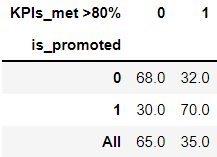 KPIs_met >80% 0 1
is_promoted
0 68.0 32.0
1 30.0 70.0
All 65.0 35.0